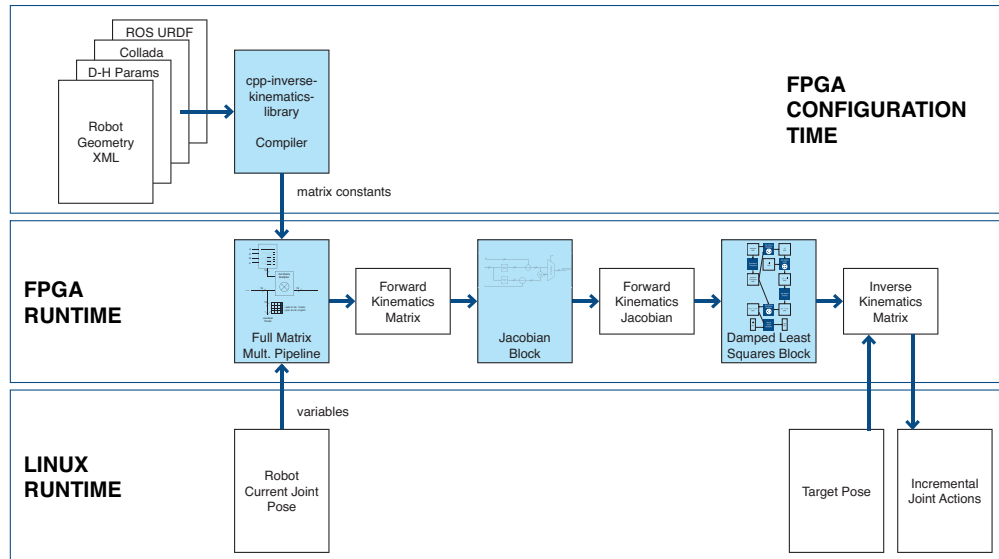 ROS URDF
Collada
D-H Params
Robot
Geometry
XML
cpp-inverse-
kinematics-
library
Compiler
FPGA
CONFIGURATION
TIME
matrix constants
FPGA
RUNTIME
Full Matrix
Mult. Pipeline
Forward
Kinematics
Matrix
Jacobian
Block
Forward
Kinematics
Jacobian
Damped Least
Squares Block
Inverse
Kinematics
Matrix
variables
LINUX
RUNTIME
Robot
Current Joint
Pose
Target Pose
Incremental
Joint Actions